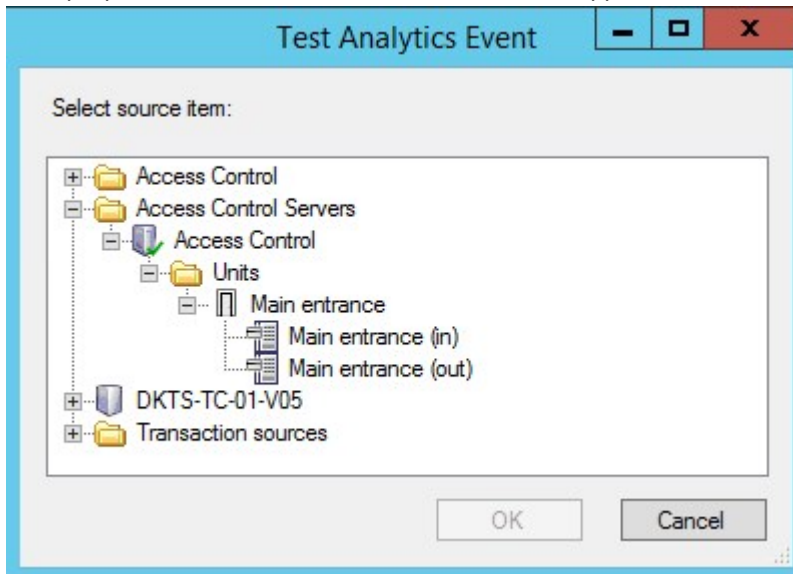 Test Analytics Event
Select source item:
Access Control
Access Control Servers
Access Control
Units
Main entrance
Main entrance (in)
Main entrance (out)
DKTS-TC-01-V05
Transaction sources
OK Cancel